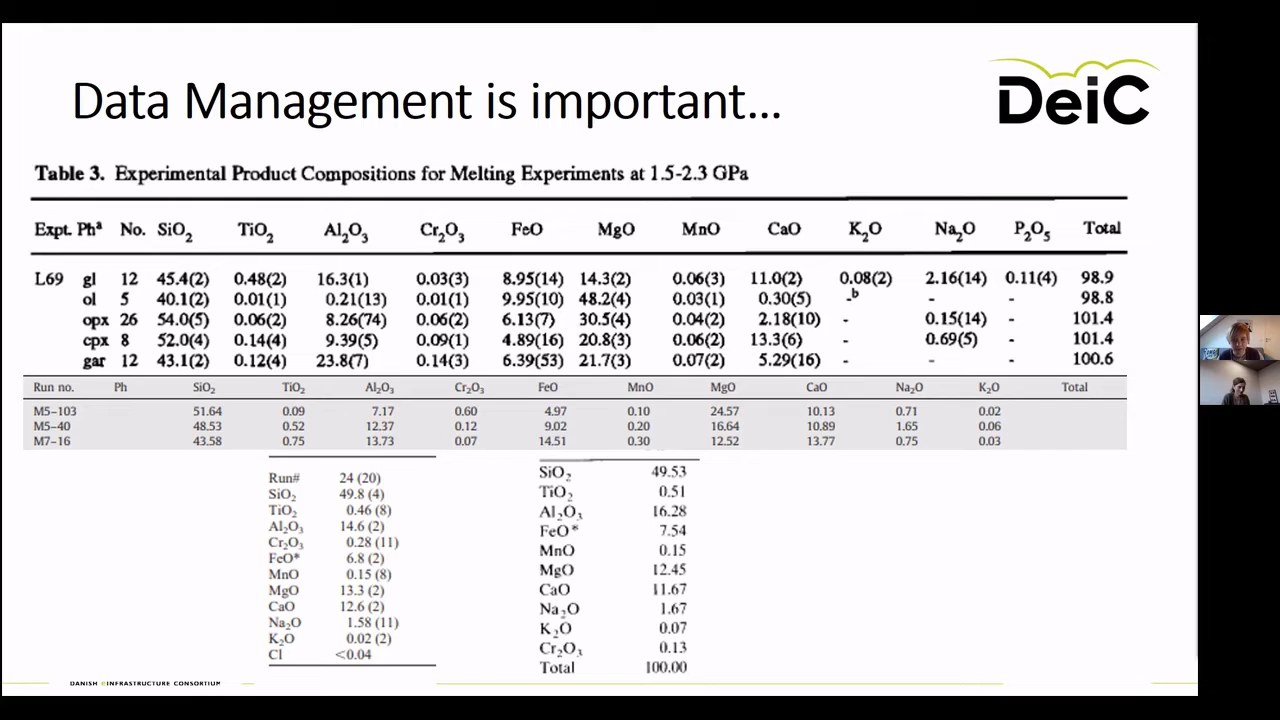 Data Management is important...
DeiC
Table 3. Experimental Product Compositions for Melting Experiments at 1.5-2.3 GPa
Expt. Phᵃ No. SiO₂ TiO₂ Al₂O₃ Cr₂O₃ FeO MgO MnO CaO K₂O Na₂O P₂O₅ Total
L69 gl 12 45.4(2) 0.48(2) 16.3(1) 0.03(3) 8.95(14) 14.3(2) 0.06(3) 11.0(2) 0.08(2) 2.16(14) 0.11(4) 98.9
ol 5 40.1(2) 0.01(1) 0.21(13) 0.01(1) 9.95(10) 48.2(4) 0.03(1) 0.30(5) -ᵇ - - 98.8
opx 26 54.0(5) 0.06(2) 8.26(74) 0.06(2) 6.13(7) 30.5(4) 0.04(2) 2.18(10) - 0.15(14) - 101.4
cpx 8 52.0(4) 0.14(4) 9.39(5) 0.09(1) 4.89(16) 20.8(3) 0.06(2) 13.3(6) - 0.69(5) - 101.4
gar 12 43.1(2) 0.12(4) 23.8(7) 0.14(3) 6.39(53) 21.7(3) 0.07(2) 5.29(16) - - - 100.6
Run no. Ph SiO₂ TiO₂ Al₂O₃ Cr₂O₃ FeO MnO MgO CaO Na₂O K₂O Total
M5–103 51.64 0.09 7.17 0.60 4.97 0.10 24.57 10.13 0.71 0.02
M5–40 48.53 0.52 12.37 0.12 9.02 0.20 16.64 10.89 1.65 0.06
M7–16 43.58 0.75 13.73 0.07 14.51 0.30 12.52 13.77 0.75 0.03
Run# 24 (20)
SiO₂ 49.8 (4)
TiO₂ 0.46 (8)
Al₂O₃ 14.6 (2)
Cr₂O₃ 0.28 (11)
FeO* 6.8 (2)
MnO 0.15 (8)
MgO 13.3 (2)
CaO 12.6 (2)
Na₂O 1.58 (11)
K₂O 0.02 (2)
Cl <0.04
SiO₂ 49.53
TiO₂ 0.51
Al₂O₃ 16.28
FeO* 7.54
MnO 0.15
MgO 12.45
CaO 11.67
Na₂O 1.67
K₂O 0.07
Cr₂O₃ 0.13
Total 100.00
DANISH eINFRASTRUCTURE CONSORTIUM